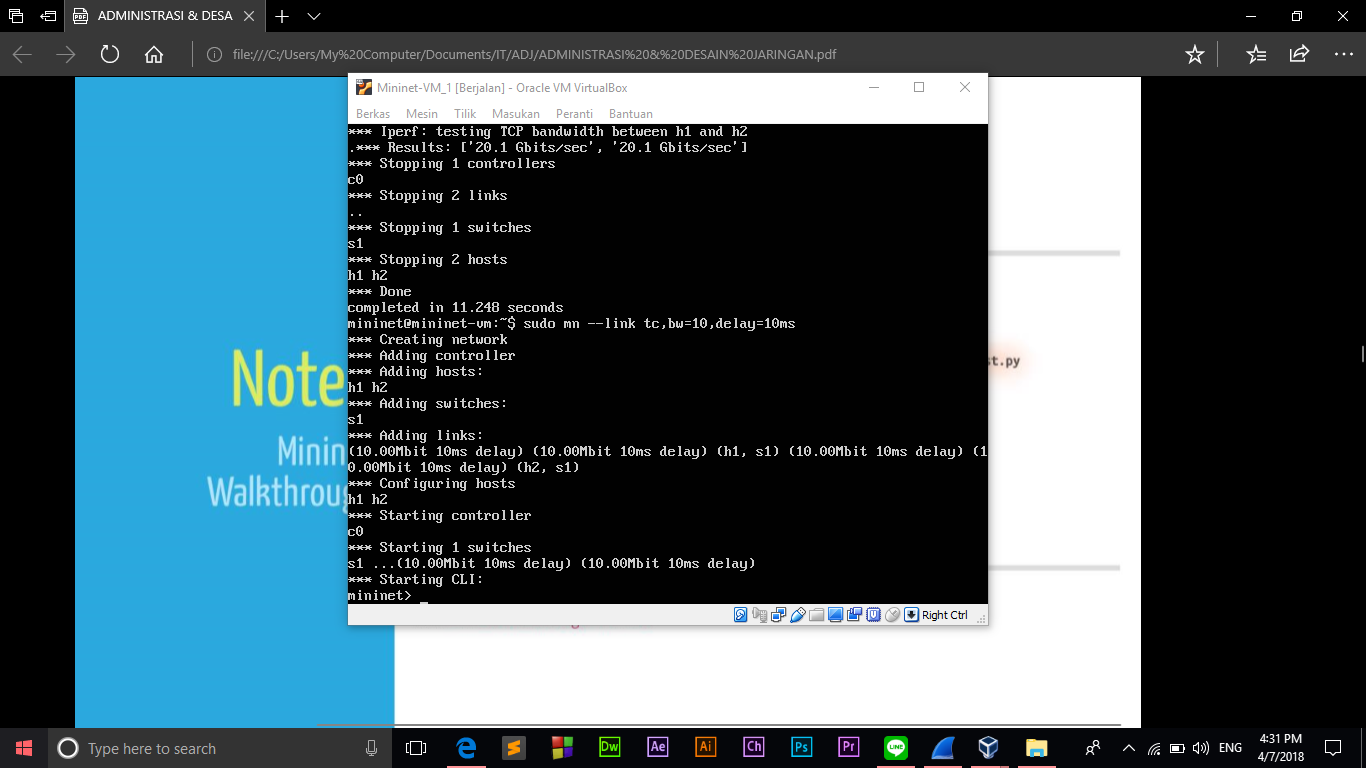 ADMINISTRASI & DESA
file:///C:/Users/My%20Computer/Documents/IT/ADJ/ADMINISTRASI%20&%20DESAIN%20JARINGAN.pdf
Mininet-VM_1 [Berjalan] - Oracle VM VirtualBox
Berkas Mesin Tilik Masukan Peranti Bantuan
*** Iperf: testing TCP bandwidth between h1 and h2
.*** Results: ['20.1 Gbits/sec', '20.1 Gbits/sec']
*** Stopping 1 controllers
c0
*** Stopping 2 links
..
*** Stopping 1 switches
s1
*** Stopping 2 hosts
h1 h2
*** Done
completed in 11.248 seconds
mininet@mininet-vm:~$ sudo mn --link tc,bw=10,delay=10ms
*** Creating network
*** Adding controller
*** Adding hosts:
h1 h2
*** Adding switches:
s1
*** Adding links:
(10.00Mbit 10ms delay) (10.00Mbit 10ms delay) (h1, s1) (10.00Mbit 10ms delay) (1
0.00Mbit 10ms delay) (h2, s1)
*** Configuring hosts
h1 h2
*** Starting controller
c0
*** Starting 1 switches
s1 ...(10.00Mbit 10ms delay) (10.00Mbit 10ms delay)
*** Starting CLI:
mininet>
Right Ctrl
Note
Minin
Walkthroug
st.py
Type here to search
Dw
Ae
Ai
Ch
Ps
Pr
LINE
ENG
4:31 PM
4/7/2018